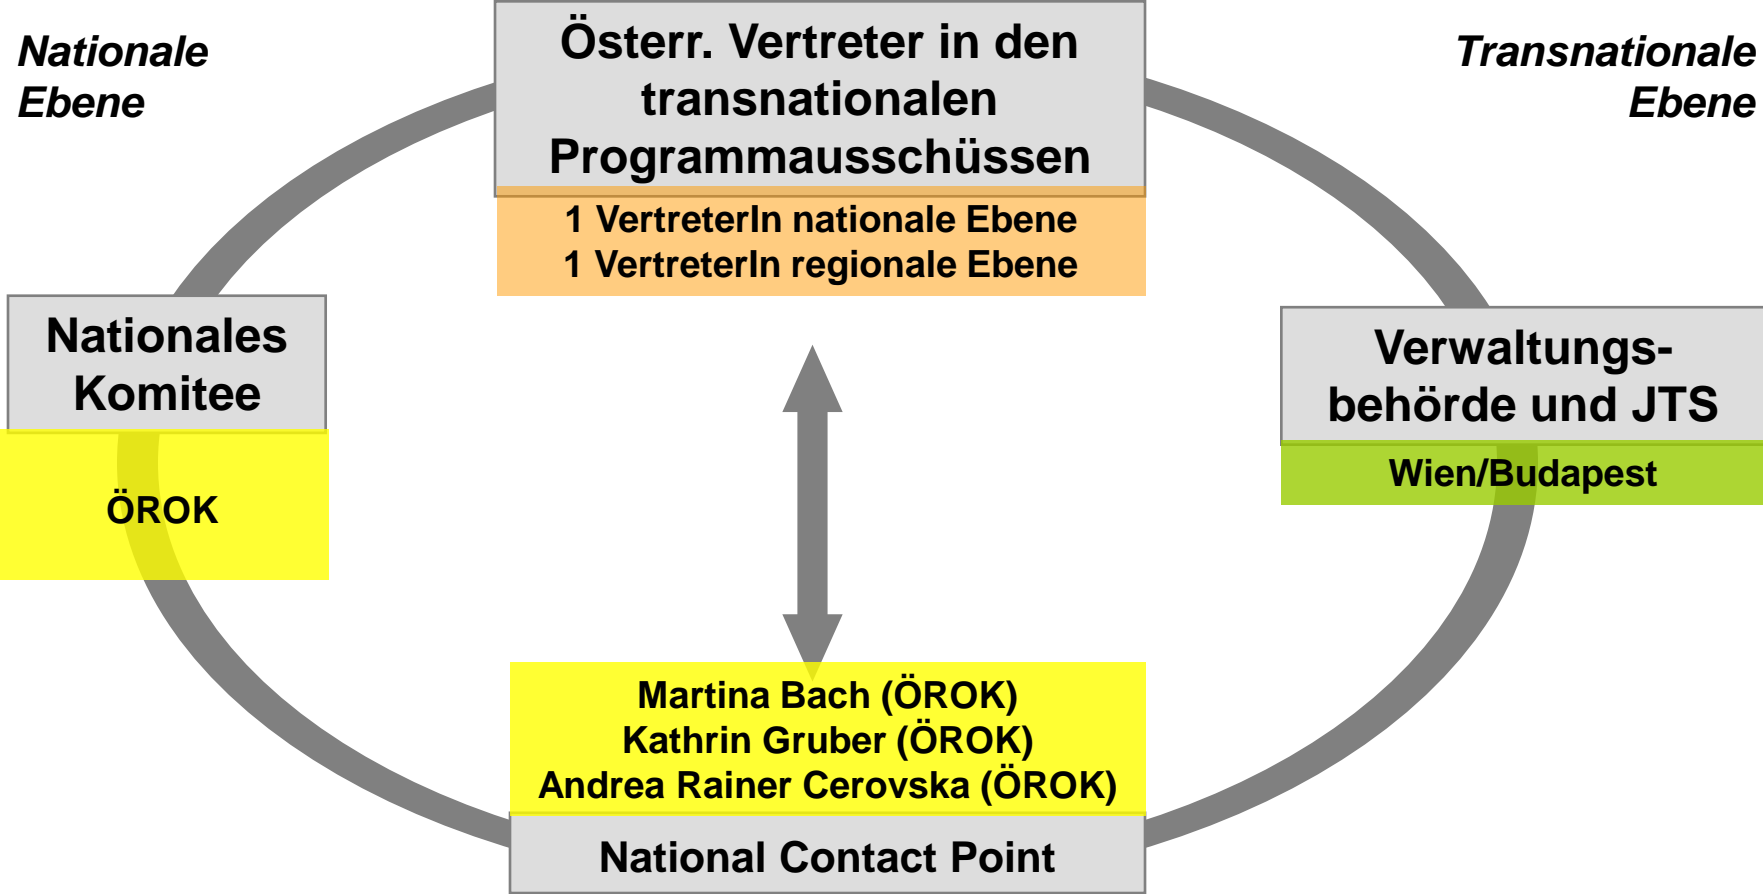 Nationale
Ebene
Österr. Vertreter in den
transnationalen
Programmausschüssen
1 VertreterIn nationale Ebene
1 VertreterIn regionale Ebene
Transnationale
Ebene
Nationales
Komitee
ÖROK
Verwaltungs-
behörde und JTS
Wien/Budapest
Martina Bach (ÖROK)
Kathrin Gruber (ÖROK)
Andrea Rainer Cerovska (ÖROK)
National Contact Point